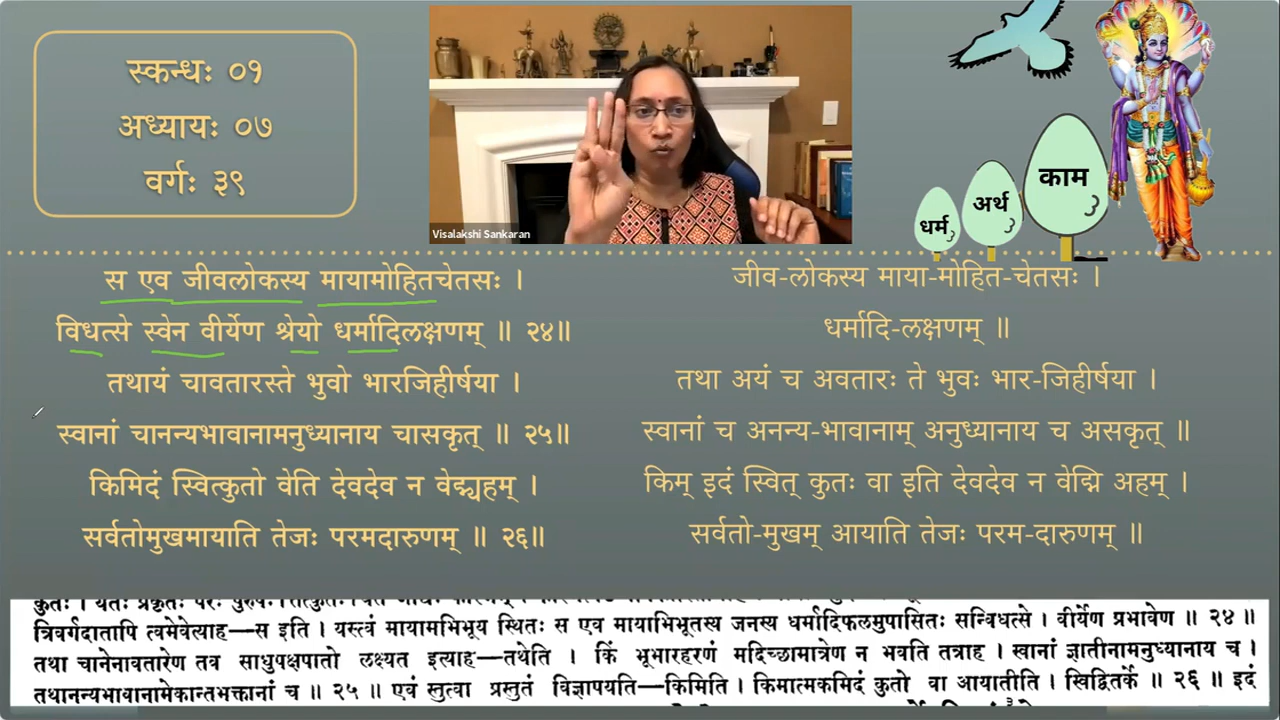 स्कन्धः ०१
अध्यायः ०७
वर्गः ३९
Visalakshi Sankaran
धर्म
अर्थ
काम
स एव जीवलोकस्य मायामोहितचेतसः ।
विधत्से स्वेन वीर्येण श्रेयो धर्मादिलक्षणम् ॥ २४॥
तथायं चावतारस्ते भुवो भारजिहीर्षया ।
स्वानां चानन्यभावानामनुध्यानाय चासकृत् ॥ २५॥
किमिदं स्वित्कुतो वेति देवदेव न वेद्म्यहम् ।
सर्वतोमुखमायाति तेजः परमदारुणम् ॥ २६॥
जीव-लोकस्य माया-मोहित-चेतसः ।
धर्मादि-लक्षणम् ॥
तथा अयं च अवतारः ते भुवः भार-जिहीर्षया ।
स्वानां च अनन्य-भावानाम् अनुध्यानाय च असकृत् ॥
किम् इदं स्वित् कुतः वा इति देवदेव न वेद्मि अहम् ।
सर्वतो-मुखम् आयाति तेजः परम-दारुणम् ॥
त्रिवर्गदातापि त्वमेवेत्याह—स इति । यस्त्वं मायामभिभूय स्थितः स एव मायाभिभूतस्य जनस्य धर्मादिफलमुपासितः सन्विधत्से । वीर्येण प्रभावेण ॥ २४ ॥
तथा चानेनावतारेण तव साधुपक्षपातो लक्ष्यत इत्याह—तथेति । किं भूभारहरणं मदिच्छामात्रेण न भवति तत्राह । स्वानां ज्ञातीनामनुध्यानाय च ।
तथानन्यभावानामेकान्तभक्तानां च ॥ २५ ॥ एवं स्तुत्वा प्रस्तुतं विज्ञापयति—किमिति । किमात्मकमिदं कुतो वा आयातीति । स्विद्वितर्के ॥ २६ ॥ इदं